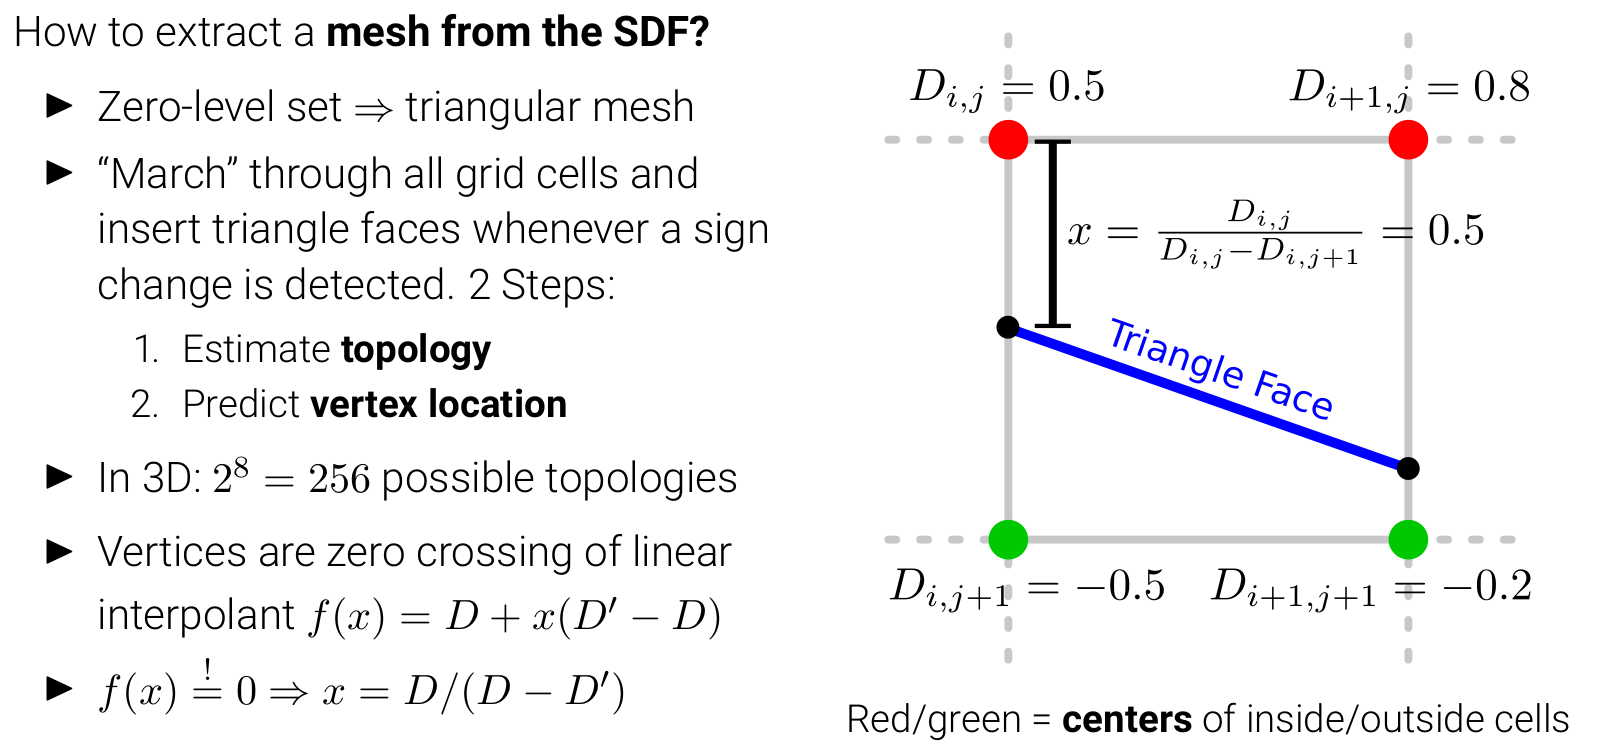 How to extract a mesh from the SDF?
▶ Zero-level set ⇒ triangular mesh
▶ “March” through all grid cells and
insert triangle faces whenever a sign
change is detected. 2 Steps:
1. Estimate topology
2. Predict vertex location
▶ In 3D: 2^8 = 256 possible topologies
▶ Vertices are zero crossing of linear
interpolant f(x) = D + x(D′ − D)
▶ f(x) \stackrel{!}{=} 0 ⇒ x = D/(D − D′)
D_{i,j} = 0.5
D_{i+1,j} = 0.8
x = \frac{D_{i,j}}{D_{i,j} − D_{i,j+1}} = 0.5
Triangle Face
D_{i,j+1} = −0.5
D_{i+1,j+1} = −0.2
Red/green = centers of inside/outside cells